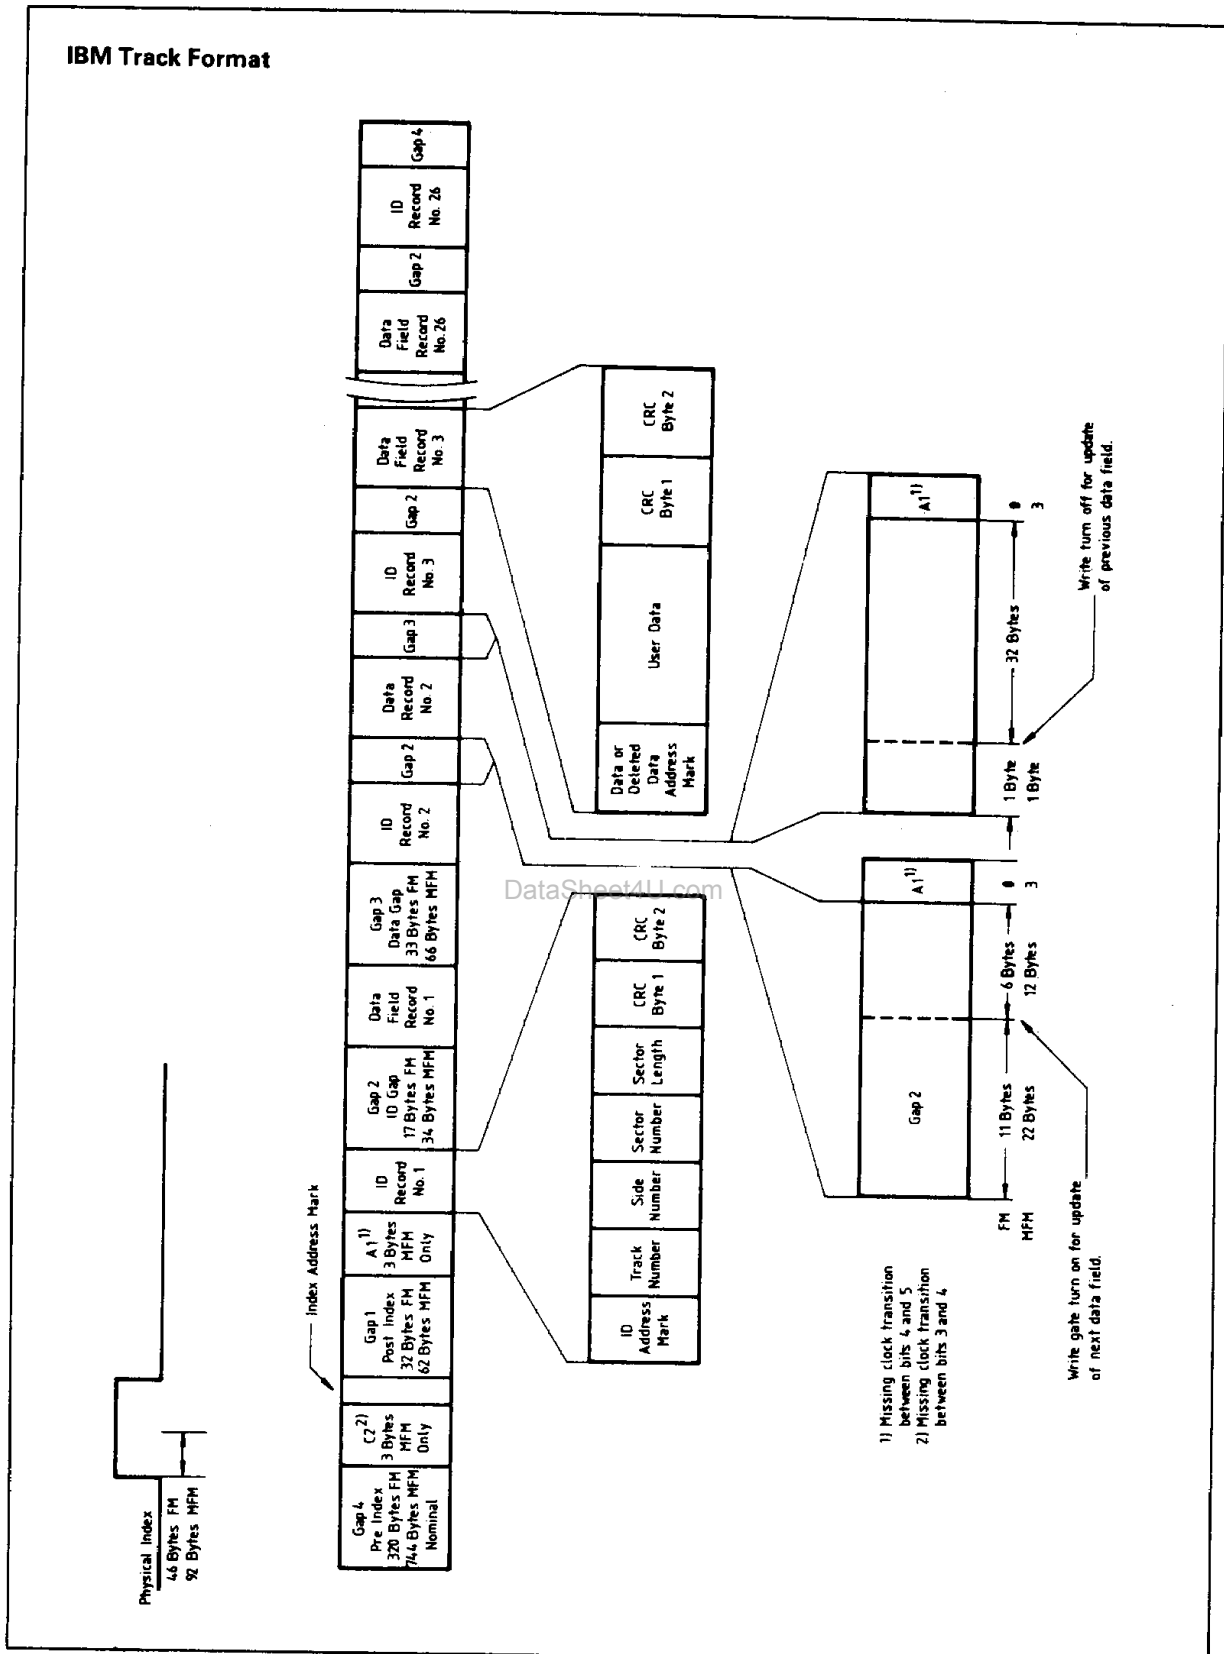 IBM Track Format
Physical Index
46 Bytes FM
92 Bytes MFM
Index Address Mark
Gap 4
Pre Index
320 Bytes FM
744 Bytes MFM
Nominal
C2 2)
3 Bytes
MFM
Only
Gap 1
Post Index
32 Bytes FM
62 Bytes MFM
A1 1)
3 Bytes
MFM
Only
ID
Record
No. 1
Gap 2
ID Gap
17 Bytes FM
34 Bytes MFM
Data
Field
Record
No. 1
Gap 3
Data Gap
33 Bytes FM
66 Bytes MFM
ID
Record
No. 2
Gap 2
Data
Record
No. 2
Gap 3
ID
Record
No. 3
Gap 2
Data
Field
Record
No. 3
Data
Field
Record
No. 26
Gap 2
ID
Record
No. 26
Gap 4
ID
Address
Mark
Track
Number
Side
Number
Sector
Number
Sector
Length
CRC
Byte 1
CRC
Byte 2
Data or
Deleted
Data
Address
Mark
User Data
CRC
Byte 1
CRC
Byte 2
DataSheet4U.com
Gap 2
A1 1)
A1 1)
FM
11 Bytes
6 Bytes
0
1 Byte
32 Bytes
0
MFM
22 Bytes
12 Bytes
3
1 Byte
3
Write gate turn on for update
of next data field.
Write turn off for update
of previous data field.
1) Missing clock transition
between bits 4 and 5
2) Missing clock transition
between bits 3 and 4